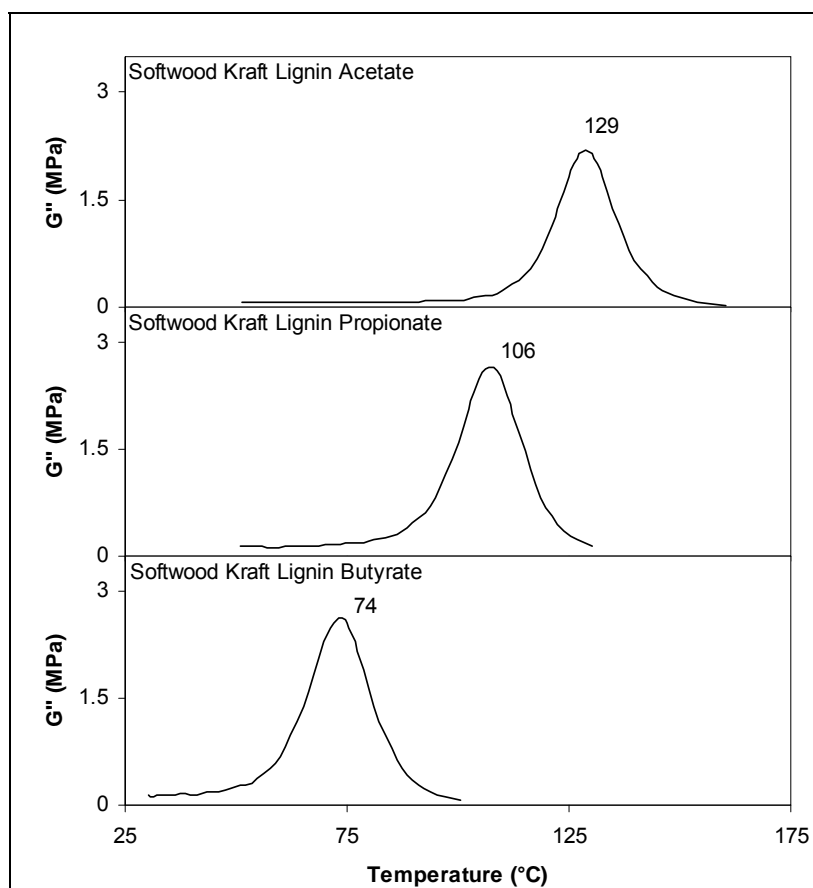 Softwood Kraft Lignin Acetate
3
129
1.5
G" (MPa)
0
Softwood Kraft Lignin Propionate
3
106
1.5
G" (MPa)
0
Softwood Kraft Lignin Butyrate
3
74
1.5
G" (MPa)
0
25
75
125
175
Temperature (°C)